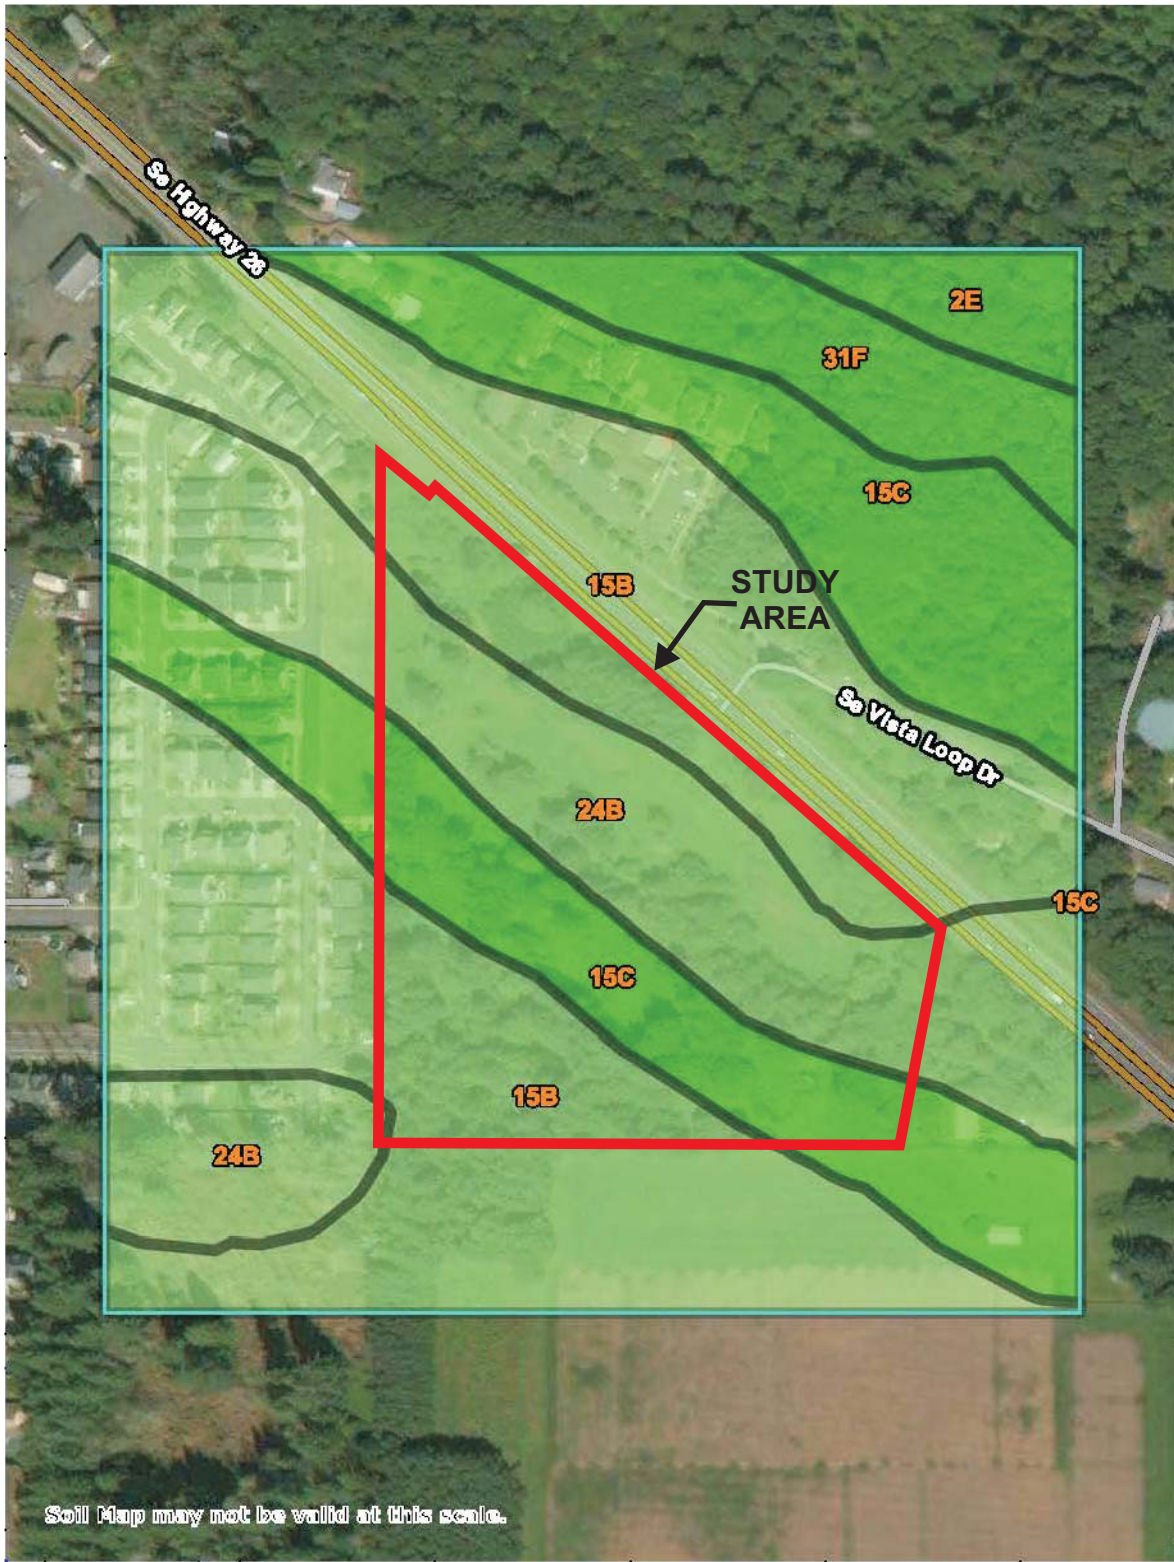 Se Hghway 26
2E
31F
15C
15B
STUDY
AREA
Se Vista Loop Dr
24B
15C
15C
15B
24B
Soil Map may not be valid at this scale.